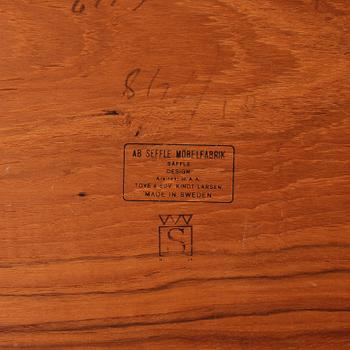 AB SEFFLE MÖBELFABRIK
SÄFFLE
DESIGN
Arkitekt M.A.A.
TOVE & EDV. KINDT-LARSEN
MADE IN SWEDEN
S